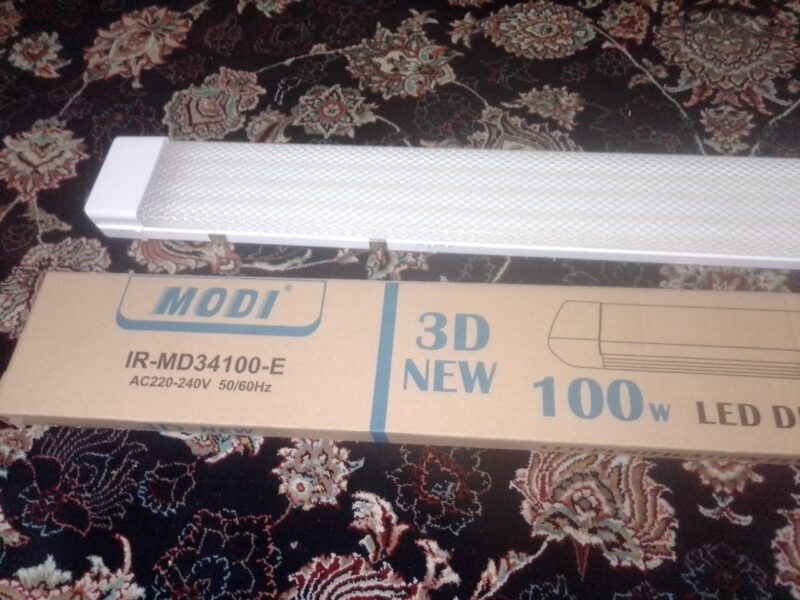 MODI®
IR-MD34100-E
AC220-240V 50/60Hz
3D
NEW
100W LED